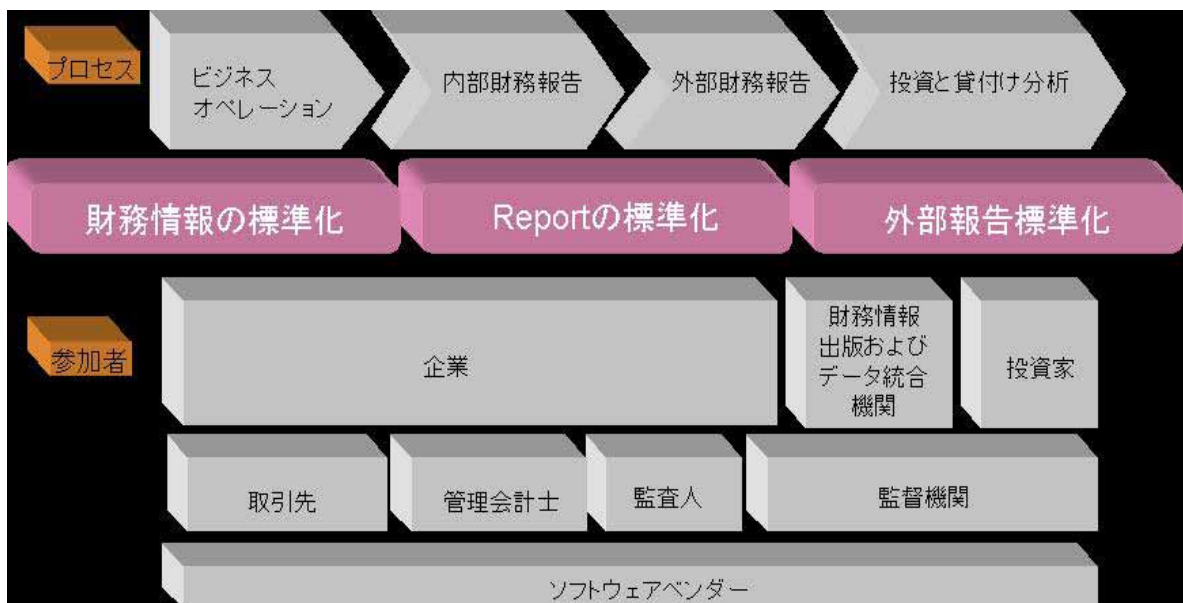 プロセス
ビジネス
オペレーション
内部財務報告
外部財務報告
投資と貸付け分析
財務情報の標準化
Reportの標準化
外部報告標準化
参加者
企業
財務情報
出版および
データ統合
機関
投資家
取引先
管理会計士
監査人
監督機関
ソフトウェアベンダー